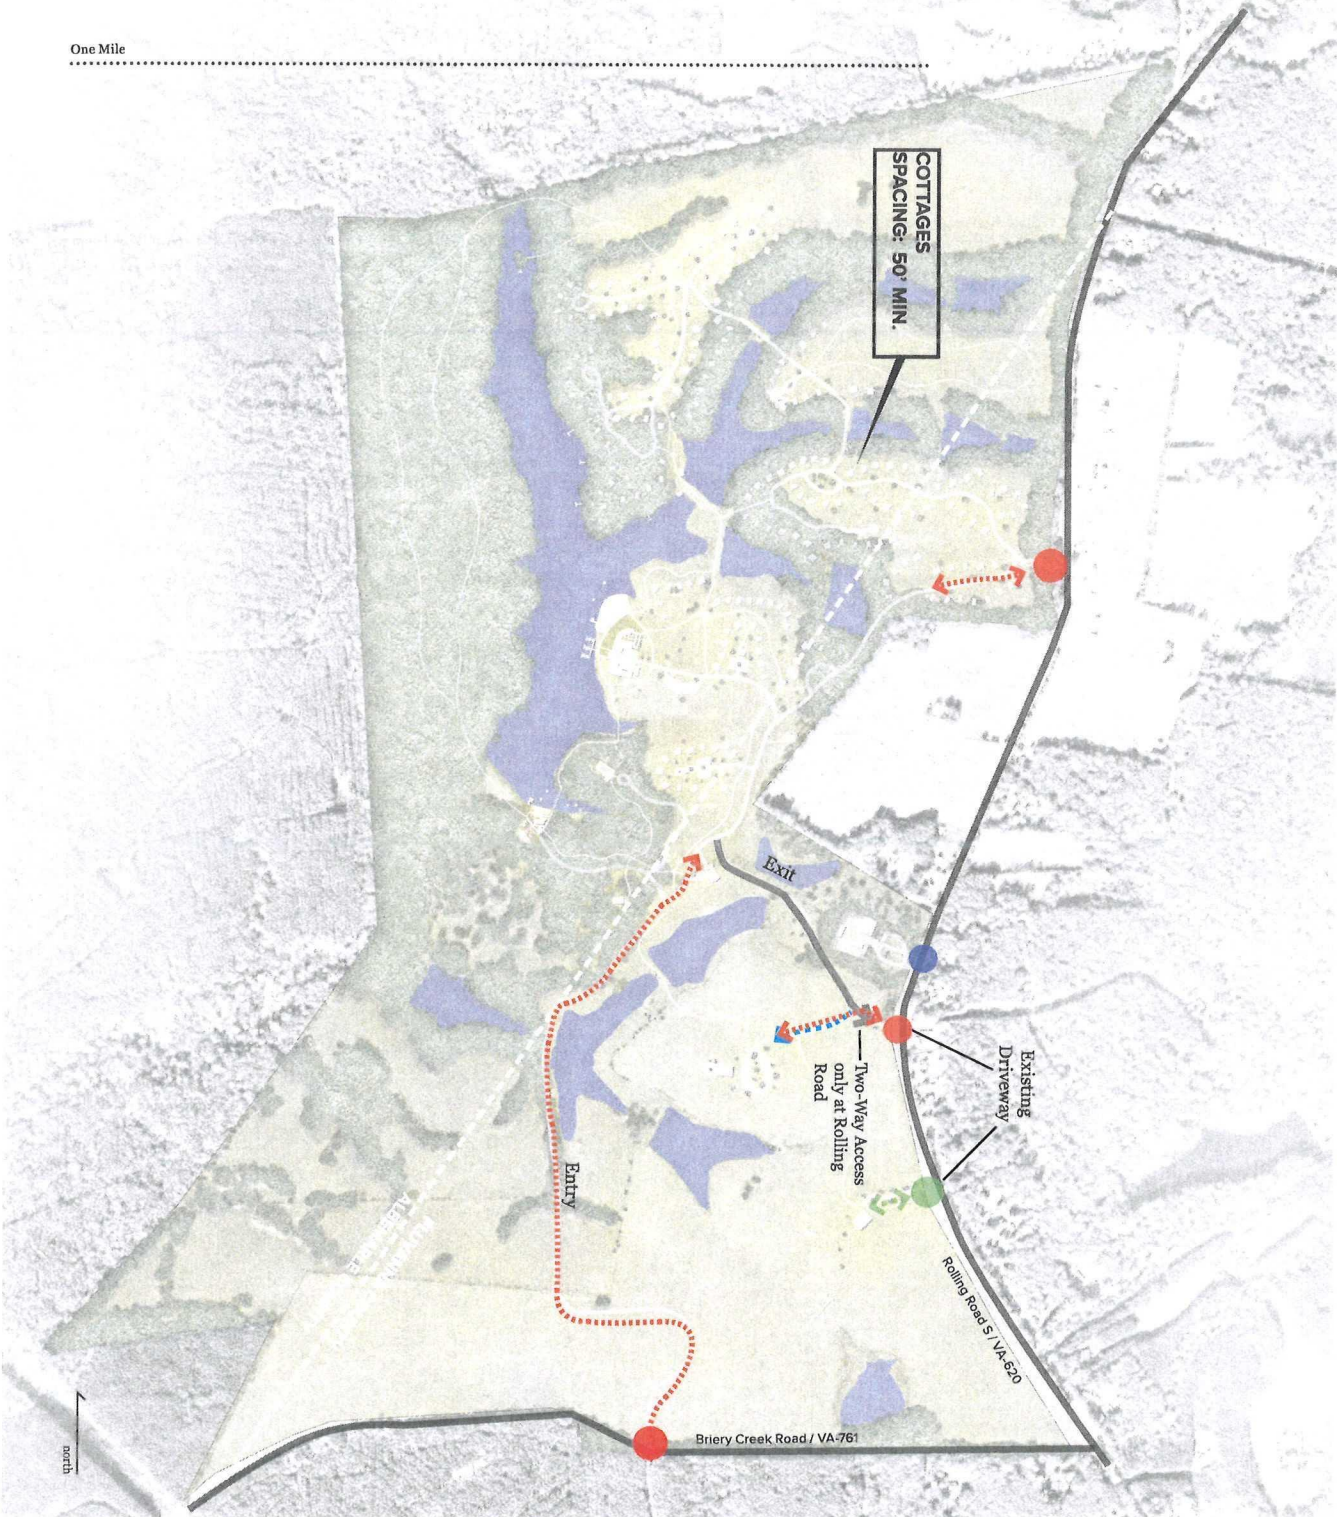 One Mile
COTTAGES
SPACING: 50' MIN.
Exit
Existing
Driveway
Two-Way Access
only at Rolling
Road
Entry
Rolling Road S / VA-620
Briery Creek Road / VA-761
north